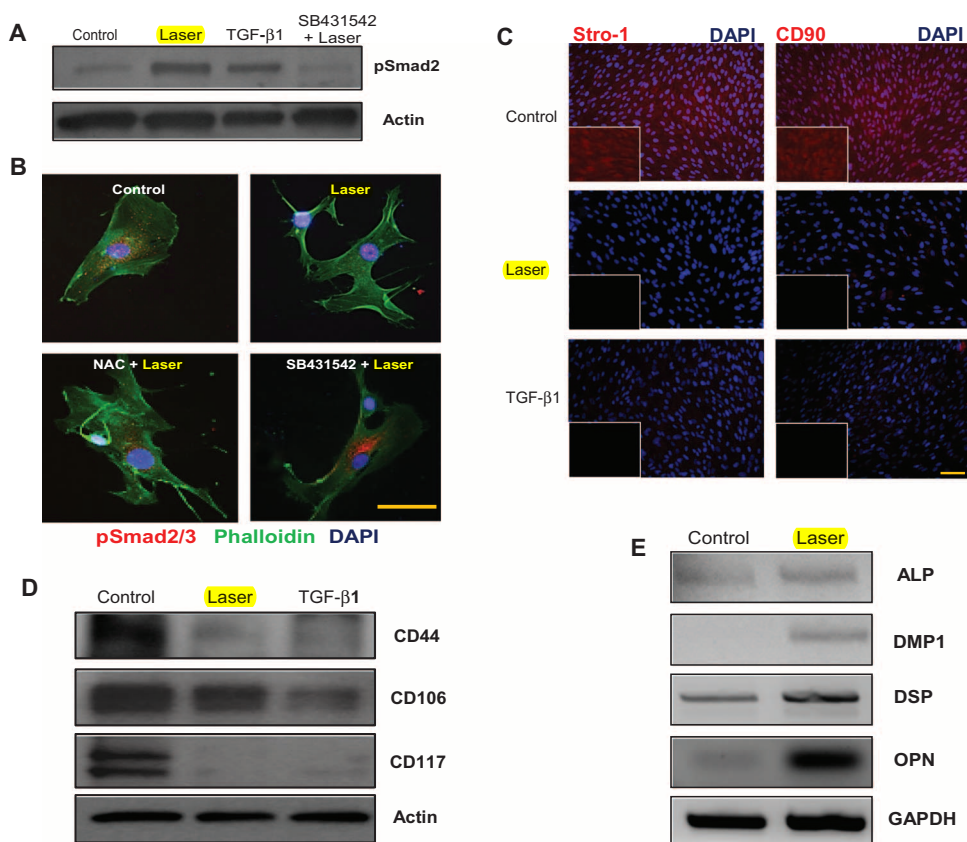 A
Control Laser TGF-β1 SB431542
+ Laser
pSmad2
Actin
B
Control Laser
NAC + Laser SB431542 + Laser
pSmad2/3 Phalloidin DAPI
C
Stro-1 DAPI CD90 DAPI
Control
Laser
TGF-β1
D
Control Laser TGF-β1
CD44
CD106
CD117
Actin
E
Control Laser
ALP
DMP1
DSP
OPN
GAPDH